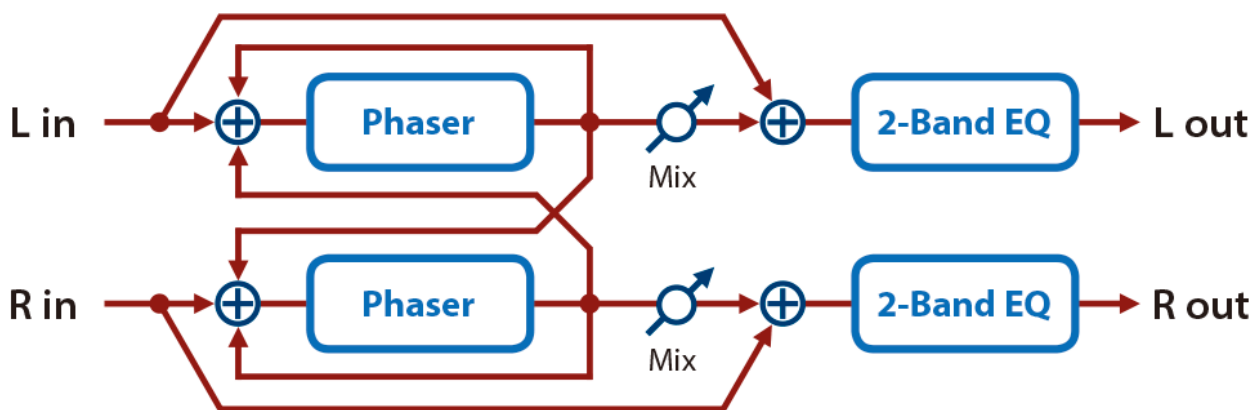 L in
Phaser
Mix
2-Band EQ
L out
R in
Phaser
Mix
2-Band EQ
R out